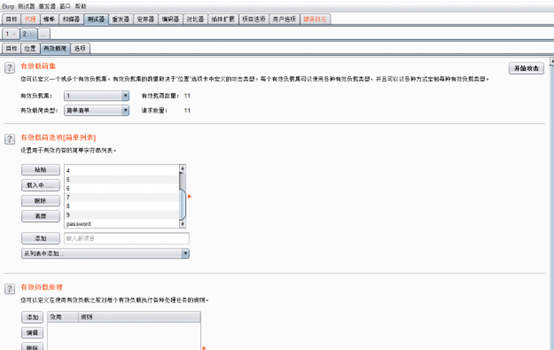 Burp 测试器 重发器 窗口 帮助
目标 代理 扫描器 测试器 重发器 定序器 编码器 对比器 插件扩展 项目选项 用户选项
1 × 2 × ...
目标 位置 有效载荷 选项
? 有效载荷集 开始攻击
您可以定义一个或多个有效负载集。有效负载集的数量取决于“位置”选项卡中定义的攻击类型。每个有效负载集可以使用各种有效负载类型，并且可以以各种方式定制每种有效负载类型。
有效负载集： 1 有效载荷数量： 11
有效载荷类型： 简单清单 请求数量： 11
? 有效载荷选项[简单列表]
设置用于有效内容的简单字符串列表。
粘贴 4
5
载入中...... 6
7
删除 8
清屏 9
password
添加 输入新项目
从列表中添加...
? 有效负载处理
您可以定义在使用有效负载之前对每个有效负载执行各种处理任务的规则。
添加 规则
编辑
删除